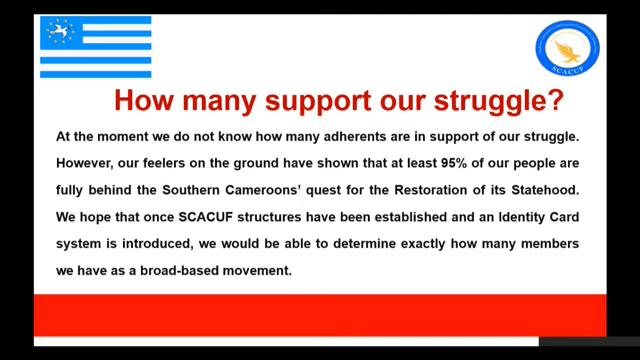 SCACUF
How many support our struggle?
At the moment we do not know how many adherents are in support of our struggle.
However, our feelers on the ground have shown that at least 95% of our people are
fully behind the Southern Cameroons' quest for the Restoration of its Statehood.
We hope that once SCACUF structures have been established and an Identity Card
system is introduced, we would be able to determine exactly how many members
we have as a broad-based movement.